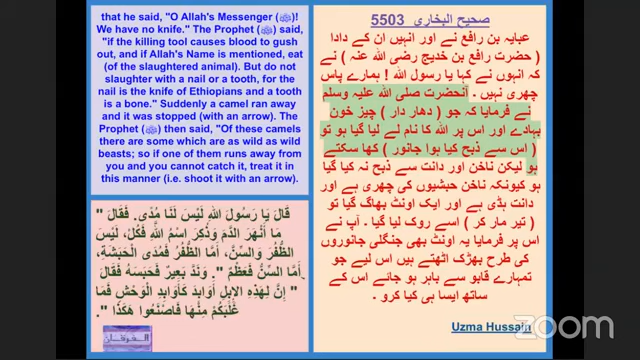 that he said, "O Allah's Messenger (ﷺ)!
We have no knife." The Prophet (ﷺ) said,
"if the killing tool causes blood to gush
out, and if Allah's Name is mentioned, eat
(of the slaughtered animal). But do not
slaughter with a nail or a tooth, for the
nail is the knife of Ethiopians and a tooth
is a bone." Suddenly a camel ran away
and it was stopped (with an arrow). The
Prophet (ﷺ) then said, "Of these camels
there are some which are as wild as wild
beasts; so if one of them runs away from
you and you cannot catch it, treat it in
this manner (i.e. shoot it with an arrow).
قَالَ يَا رَسُولَ اللَّهِ لَيْسَ لَنَا مُدًى‏.‏ فَقَالَ ‏"‏
مَا أَنْهَرَ الدَّمَ وَذُكِرَ اسْمُ اللَّهِ فَكُلْ، لَيْسَ
الظُّفُرَ وَالسِّنَّ، أَمَّا الظُّفُرُ فَمُدَى الْحَبَشَةِ،
أَمَّا السِّنُّ فَعَظْمٌ ‏"‏‏.‏ وَنَدَّ بَعِيرٌ فَحَبَسَهُ فَقَالَ
‏"‏ إِنَّ لِهَذِهِ الإِبِلِ أَوَابِدَ كَأَوَابِدِ الْوَحْشِ فَمَا
غَلَبَكُمْ مِنْهَا فَاصْنَعُوا هَكَذَا ‏"‏‏.‏
الفرقان
صحیح البخاری 5503
عبایہ بن رافع نے اور انہیں ان کے دادا
( حضرت رافع بن خدیج رضی اللہ عنہ ) نے
کہ انہوں نے کہا یا رسول اللہ ! ہمارے پاس
چھری نہیں ۔ آنحضرت صلی اللہ علیہ وسلم
نے فرمایا کہ جو ( دھار دار ) چیز خون
بہادے اور اس پر اللہ کا نام لے لیا گیا ہو تو
( اس سے ذبح کیا ہوا جانور ) کھا سکتے
ہو لیکن ناخن اور دانت سے ذبح نہ کیا گیا
ہو کیونکہ ناخن حبشیوں کی چھری ہے اور
دانت ہڈی ہے اور ایک اونٹ بھاگ گیا تو
( تیر مار کر ) اسے روک لیا گیا ۔ آپ نے
اس پر فرمایا یہ اونٹ بھی جنگلی جانوروں
کی طرح بھڑک اٹھتے ہیں اس لیے جو
تمہارے قابو سے باہر ہو جائے اس کے
ساتھ ایسا ہی کیا کرو ۔
Uzma Hussain
zoom